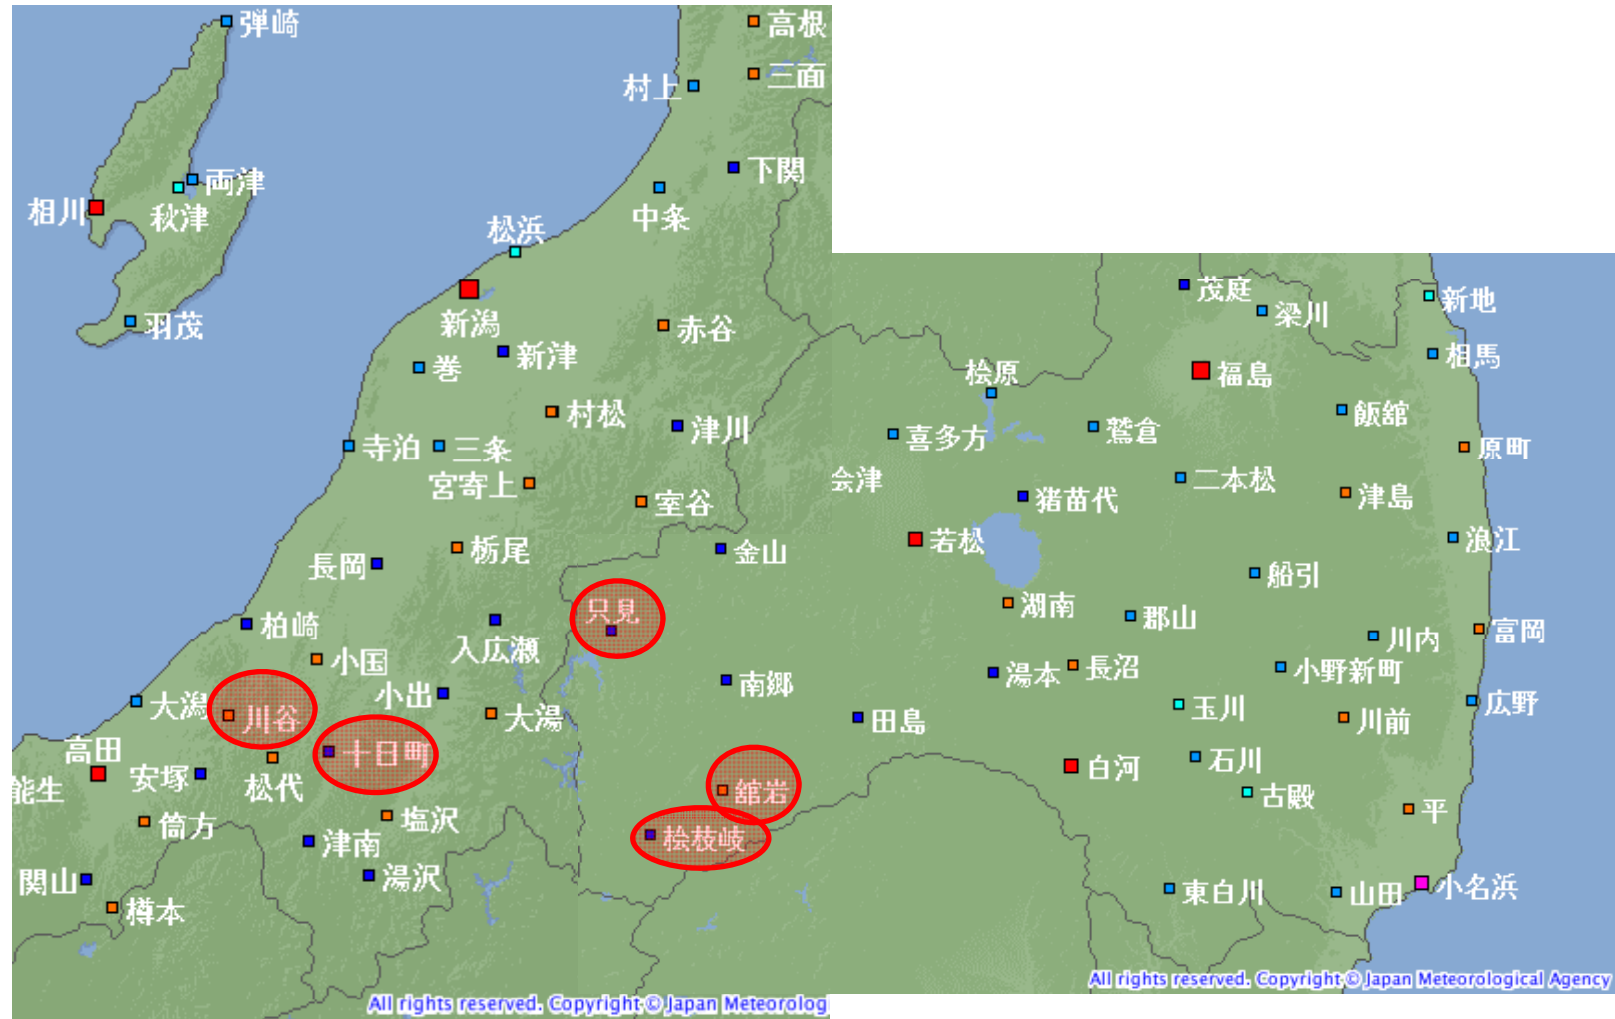 弾崎
高根
三面
村上
下関
両津
相川
秋津
中条
松浜
新潟
羽茂
赤谷
新津
巻
村松
津川
寺泊
三条
宮寄上
室谷
栃尾
長岡
金山
只見
柏崎
入広瀬
小国
小出
南郷
大潟
川谷
大湯
田島
高田
十日町
能生
安塚
松代
舘岩
筒方
塩沢
桧枝岐
津南
関山
湯沢
樽本
茂庭
新地
梁川
相馬
桧原
福島
飯舘
喜多方
鷲倉
原町
会津
二本松
津島
猪苗代
若松
浪江
船引
湖南
郡山
富岡
川内
湯本
長沼
小野新町
玉川
広野
川前
石川
白河
古殿
平
東白川
山田
小名浜
All rights reserved. Copyright © Japan Meteorological Agency
All rights reserved. Copyright © Japan Meteorolog